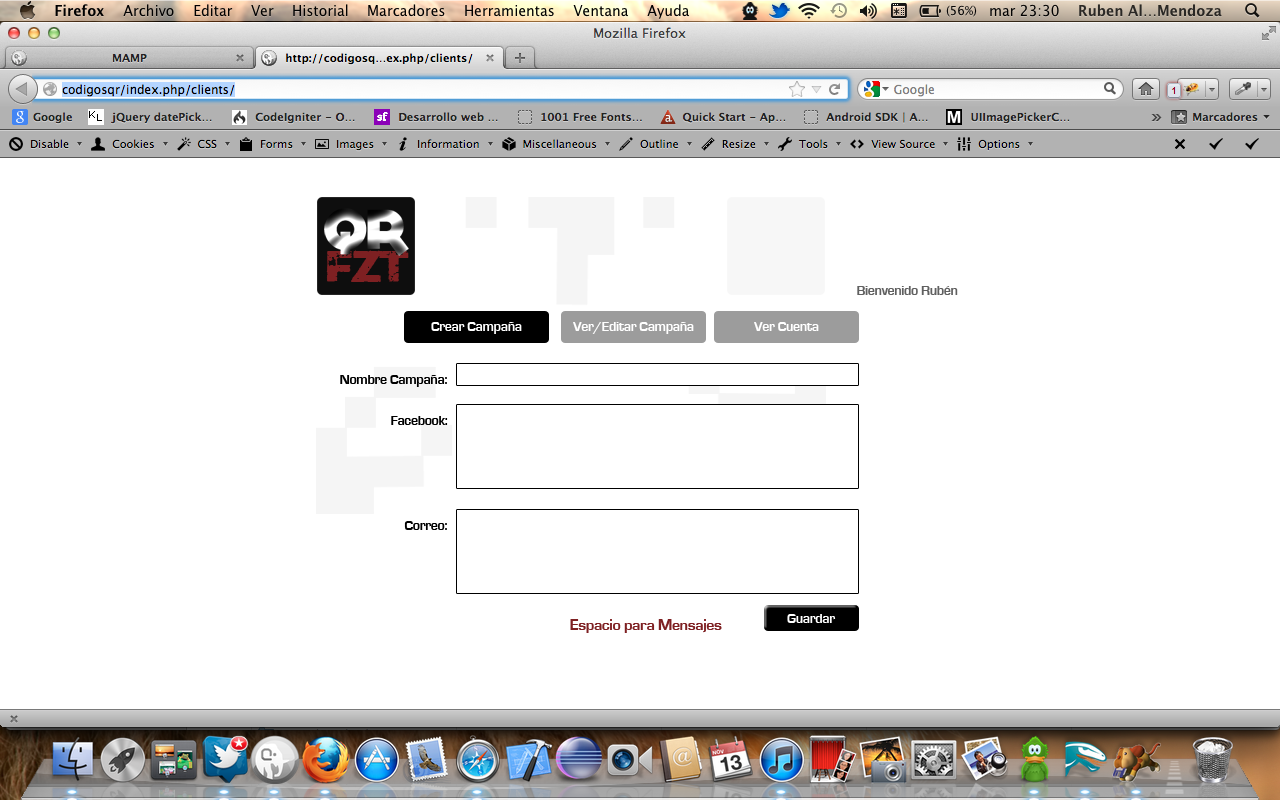 Firefox Archivo Editar Ver Historial Marcadores Herramientas Ventana Ayuda (56%) mar 23:30 Ruben Al...Mendoza
Mozilla Firefox
MAMP http://codigosq...ex.php/clients/
codigosqr/index.php/clients/ Google
Google jQuery datePick... CodeIgniter – O... Desarrollo web ... 1001 Free Fonts... Quick Start – Ap... Android SDK | A... UIImagePickerC... » Marcadores
Disable Cookies CSS Forms Images Information Miscellaneous Outline Resize Tools View Source Options
QR
FZT
Bienvenido Rubén
Crear Campaña Ver/Editar Campaña Ver Cuenta
Nombre Campaña:
Facebook:
Correo:
Espacio para Mensajes Guardar
NOV
13